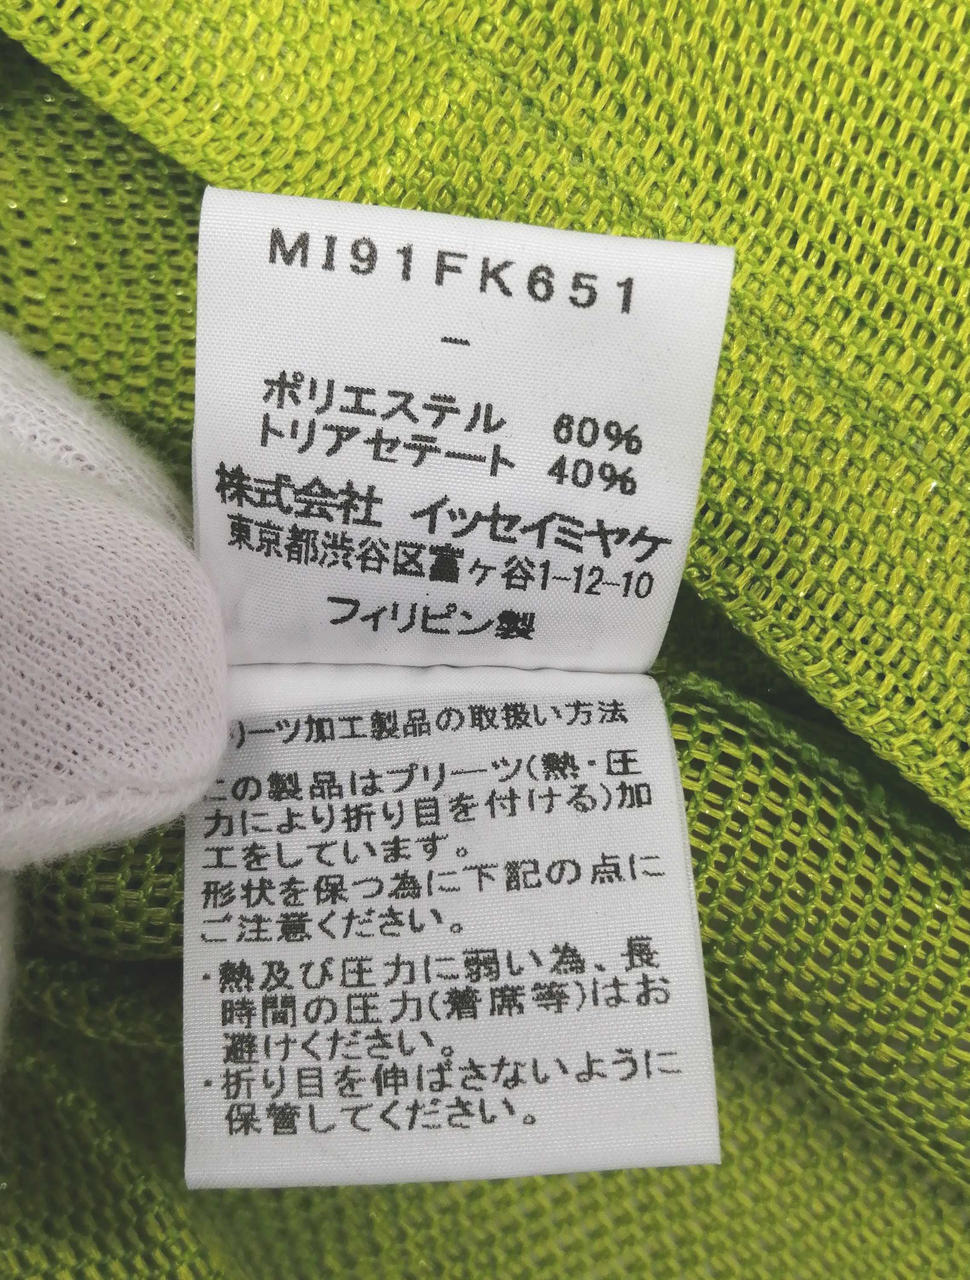 MI91FK651
－
ポリエステル 60%
トリアセテート 40%
株式会社 イッセイミヤケ
東京都渋谷区富ヶ谷1-12-10
フィリピン製
リーツ加工製品の取扱い方法
この製品はプリーツ(熱・圧
力により折り目を付ける)加
工をしています。
形状を保つ為に下記の点に
ご注意ください。
・熱及び圧力に弱い為、長
時間の圧力(着席等)はお
避けください。
・折り目を伸ばさないように
保管してください。